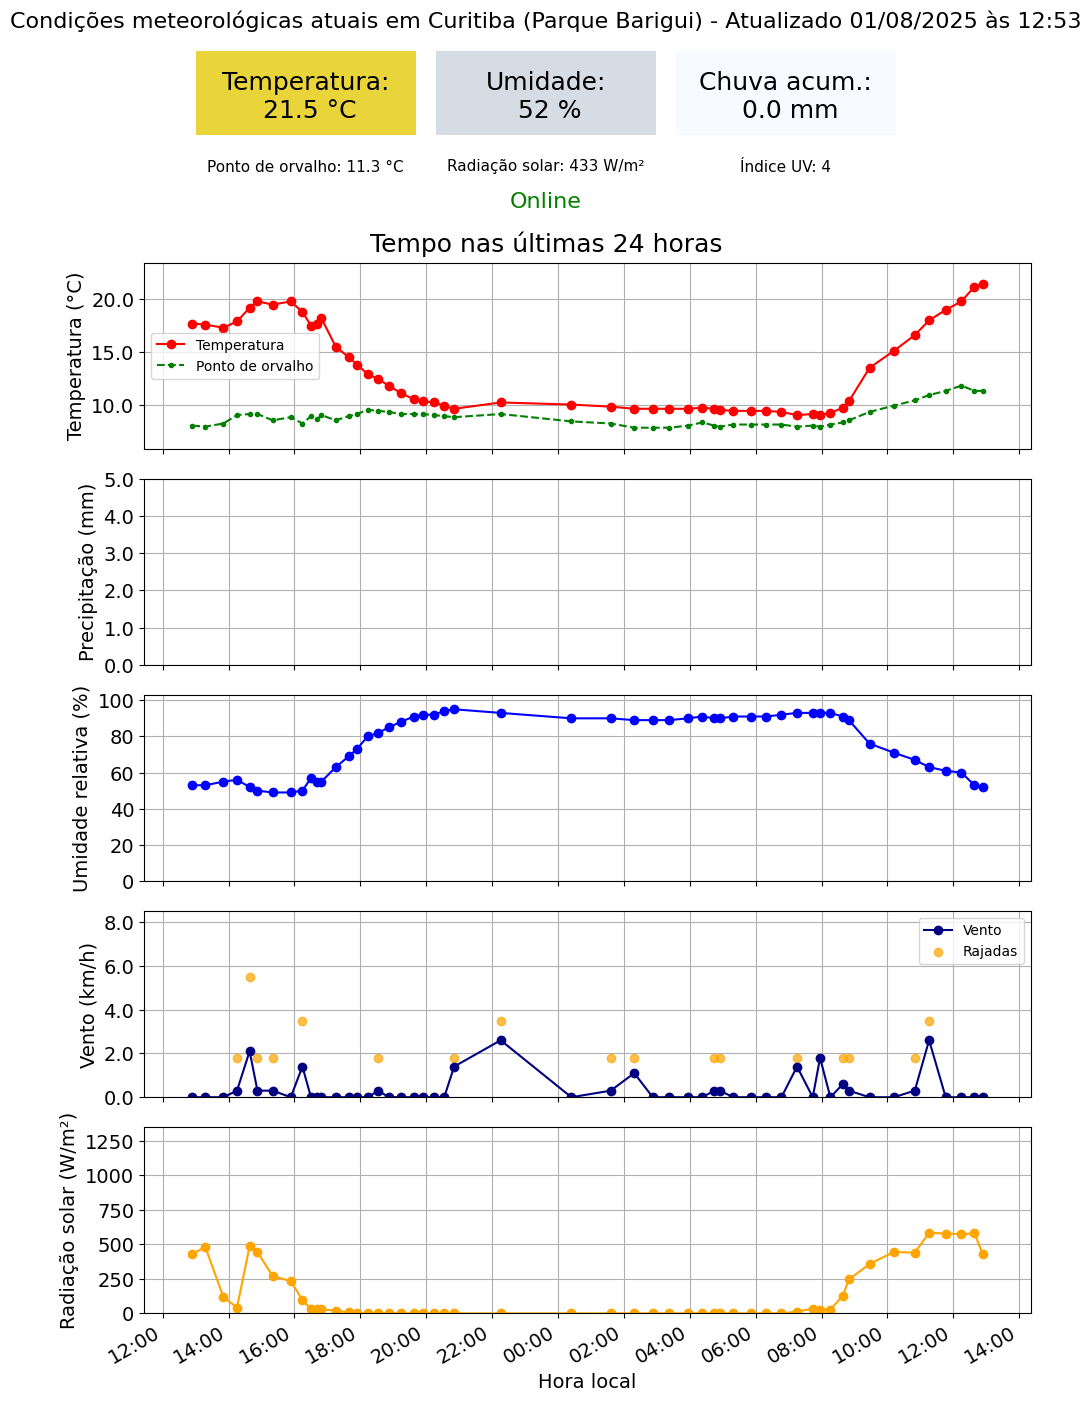 Condições meteorológicas atuais em Curitiba (Parque Barigui) - Atualizado 01/08/2025 às 12:53
Temperatura:
21.5 °C
Umidade:
52 %
Chuva acum.:
0.0 mm
Ponto de orvalho: 11.3 °C
Radiação solar: 433 W/m²
Índice UV: 4
Online
Tempo nas últimas 24 horas
Temperatura (°C)
20.0
15.0
10.0
Temperatura
Ponto de orvalho
Precipitação (mm)
5.0
4.0
3.0
2.0
1.0
0.0
Umidade relativa (%)
100
80
60
40
20
0
Vento (km/h)
8.0
6.0
4.0
2.0
0.0
Vento
Rajadas
Radiação solar (W/m²)
1250
1000
750
500
250
0
12:00
14:00
16:00
18:00
20:00
22:00
00:00
02:00
04:00
06:00
08:00
10:00
12:00
14:00
Hora local